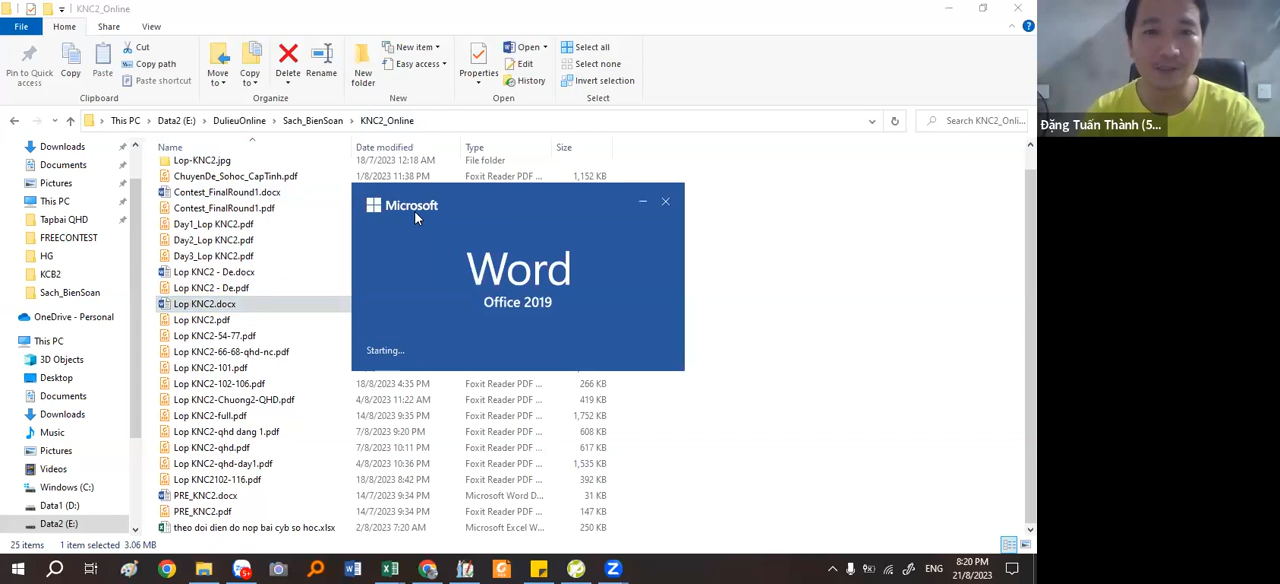 KNC2_Online
File Home Share View
Pin to Quick access
Copy
Paste
Cut
Copy path
Paste shortcut
Clipboard
Move to
Copy to
Delete
Rename
Organize
New folder
New item
Easy access
New
Properties
Open
Edit
History
Open
Select all
Select none
Invert selection
Select
This PC > Data2 (E:) > DulieuOnline > Sach_BienSoan > KNC2_Online
Search KNC2_Onli...
Đặng Tuấn Thành (5...
Downloads
Documents
Pictures
This PC
Tapbai QHD
FREECONTEST
HG
KCB2
Sach_BienSoan
OneDrive - Personal
This PC
3D Objects
Desktop
Documents
Downloads
Music
Pictures
Videos
Windows (C:)
Data1 (D:)
Data2 (E:)
Name Date modified Type Size
Lop-KNC2.jpg 18/7/2023 12:18 AM File folder
ChuyenDe_Sohoc_CapTinh.pdf 1/8/2023 11:38 PM Foxit Reader PDF ... 1,152 KB
Contest_FinalRound1.docx
Contest_FinalRound1.pdf
Day1_Lop KNC2.pdf
Day2_Lop KNC2.pdf
Day3_Lop KNC2.pdf
Lop KNC2 - De.docx
Lop KNC2 - De.pdf
Lop KNC2.docx
Lop KNC2.pdf
Lop KNC2-54-77.pdf
Lop KNC2-66-68-qhd-nc.pdf
Lop KNC2-101.pdf
Lop KNC2-102-106.pdf 18/8/2023 4:35 PM Foxit Reader PDF ... 266 KB
Lop KNC2-Chuong2-QHD.pdf 4/8/2023 11:22 AM Foxit Reader PDF ... 419 KB
Lop KNC2-full.pdf 14/8/2023 9:35 PM Foxit Reader PDF ... 1,752 KB
Lop KNC2-qhd dang 1.pdf 7/8/2023 9:20 PM Foxit Reader PDF ... 608 KB
Lop KNC2-qhd.pdf 7/8/2023 10:11 PM Foxit Reader PDF ... 617 KB
Lop KNC2-qhd-day1.pdf 4/8/2023 10:36 PM Foxit Reader PDF ... 1,535 KB
Lop KNC2102-116.pdf 18/8/2023 8:42 PM Foxit Reader PDF ... 392 KB
PRE_KNC2.docx 14/7/2023 9:34 PM Microsoft Word D... 31 KB
PRE_KNC2.pdf 14/7/2023 9:34 PM Foxit Reader PDF ... 147 KB
theo doi dien do nop bai cyb so hoc.xlsx 2/8/2023 7:20 AM Microsoft Excel W... 250 KB
Microsoft
Word
Office 2019
Starting...
25 items 1 item selected 3.06 MB
ENG
8:20 PM
21/8/2023